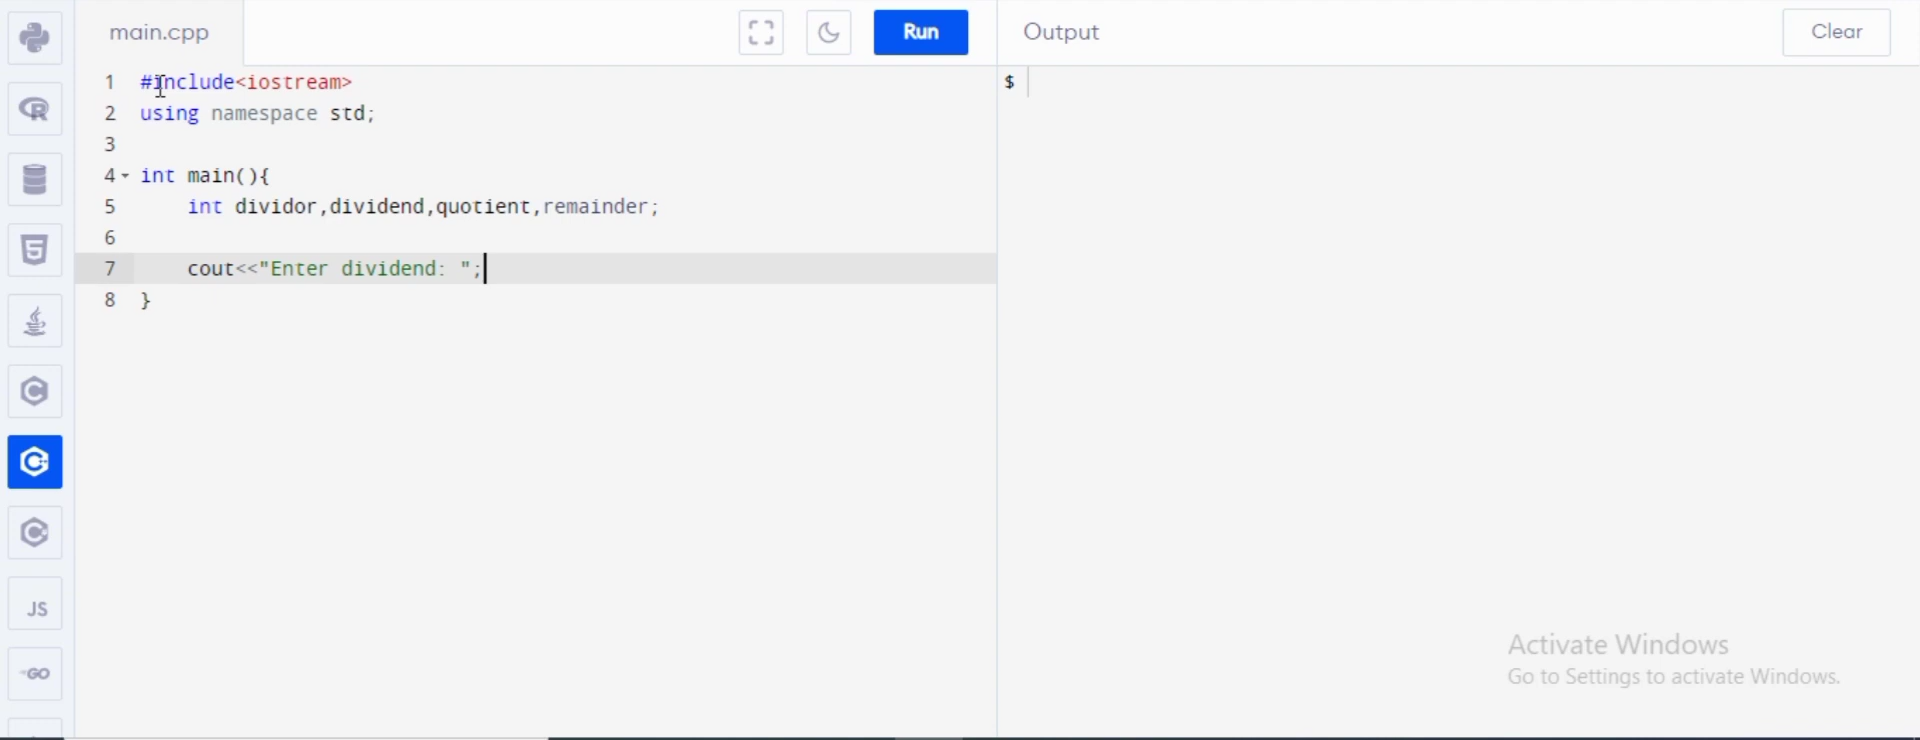 main.cpp
Run
Output
Clear
1 #include<iostream>
2 using namespace std;
3
4 int main(){
5     int dividor,dividend,quotient,remainder;
6
7     cout<<"Enter dividend: ";
8 }
$
JS
GO
Activate Windows
Go to Settings to activate Windows.